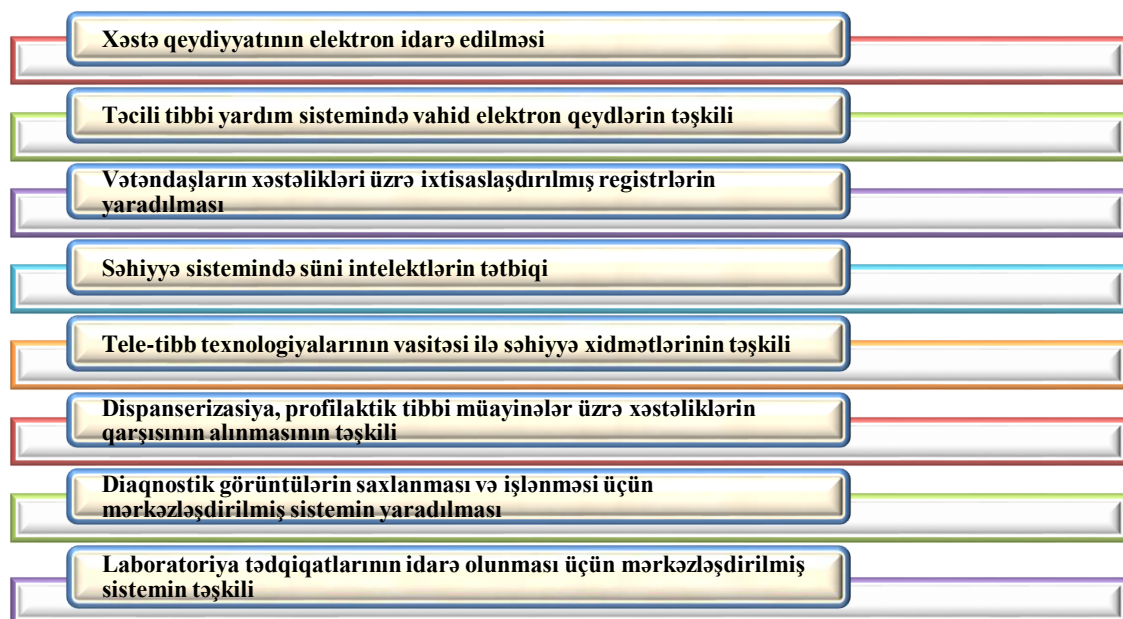 Xəstə qeydiyyatının elektron idarə edilməsi
Təcili tibbi yardım sistemində vahid elektron qeydlərin təşkili
Vətəndaşların xəstəlikləri üzrə ixtisaslaşdırılmış registrlərin
yaradılması
Səhiyyə sistemində süni intelektlərin tətbiqi
Tele-tibb texnologiyalarının vasitəsi ilə səhiyyə xidmətlərinin təşkili
Dispanserizasiya, profilaktik tibbi müayinələr üzrə xəstəliklərin
qarşısının alınmasının təşkili
Diaqnostik görüntülərin saxlanması və işlənməsi üçün
mərkəzləşdirilmiş sistemin yaradılması
Laboratoriya tədqiqatlarının idarə olunması üçün mərkəzləşdirilmiş
sistemin təşkili